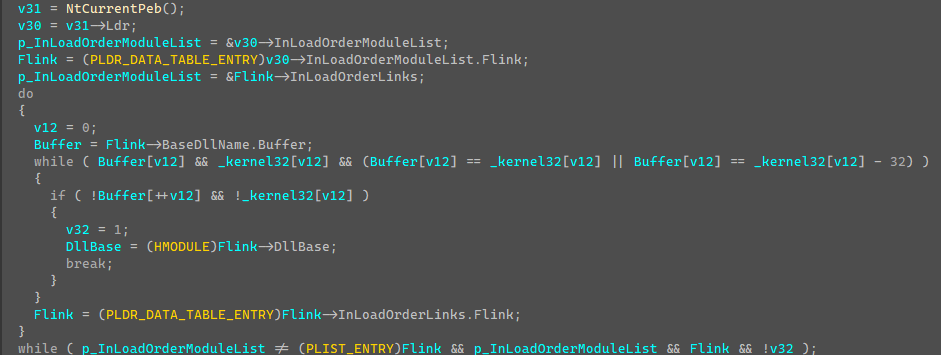 v31 = NtCurrentPeb();
v30 = v31→Ldr;
p_InLoadOrderModuleList = &v30→InLoadOrderModuleList;
Flink = (PLDR_DATA_TABLE_ENTRY)v30→InLoadOrderModuleList.Flink;
p_InLoadOrderModuleList = &Flink→InLoadOrderLinks;
do
{
v12 = 0;
Buffer = Flink→BaseDllName.Buffer;
while ( Buffer[v12] && _kernel32[v12] && (Buffer[v12] == _kernel32[v12] || Buffer[v12] == _kernel32[v12] - 32) )
{
if ( !Buffer[++v12] && !_kernel32[v12] )
{
v32 = 1;
DllBase = (HMODULE)Flink→DllBase;
break;
}
}
Flink = (PLDR_DATA_TABLE_ENTRY)Flink→InLoadOrderLinks.Flink;
}
while ( p_InLoadOrderModuleList ≠ (PLIST_ENTRY)Flink && p_InLoadOrderModuleList && Flink && !v32 );